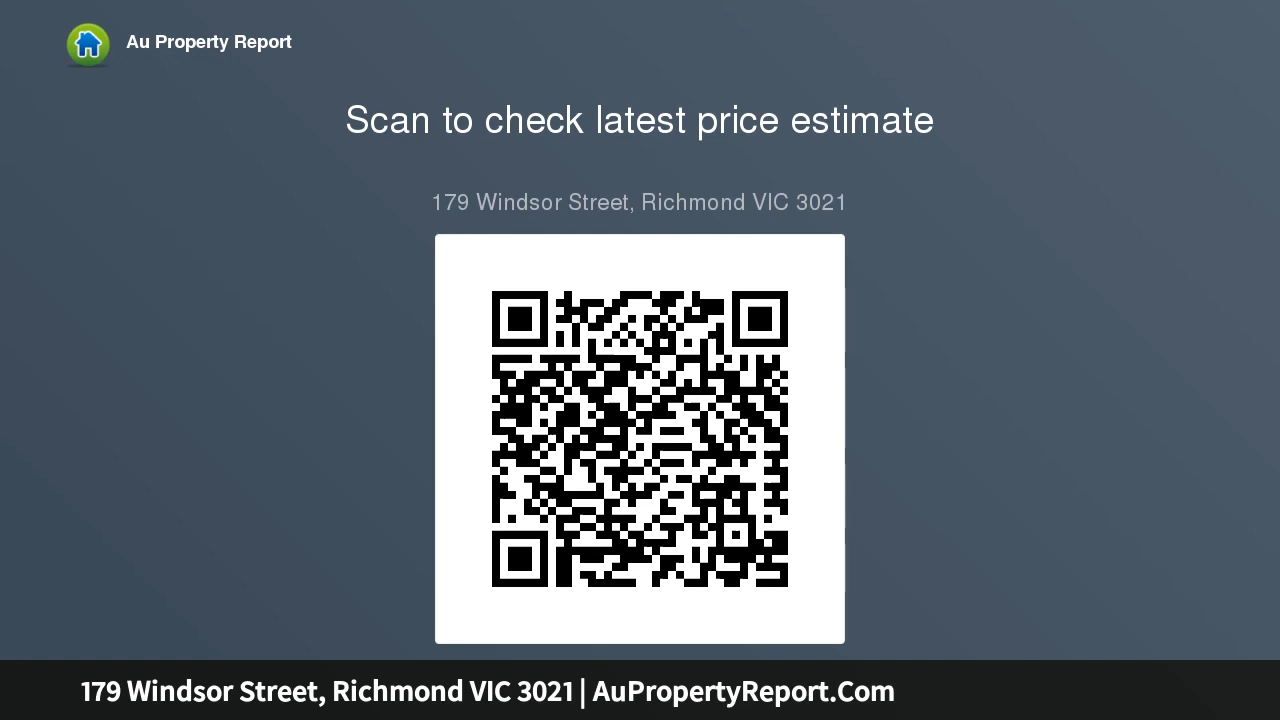 Au Property Report
Scan to check latest price estimate
179 Windsor Street, Richmond VIC 3021
179 Windsor Street, Richmond VIC 3021 | AuPropertyReport.Com